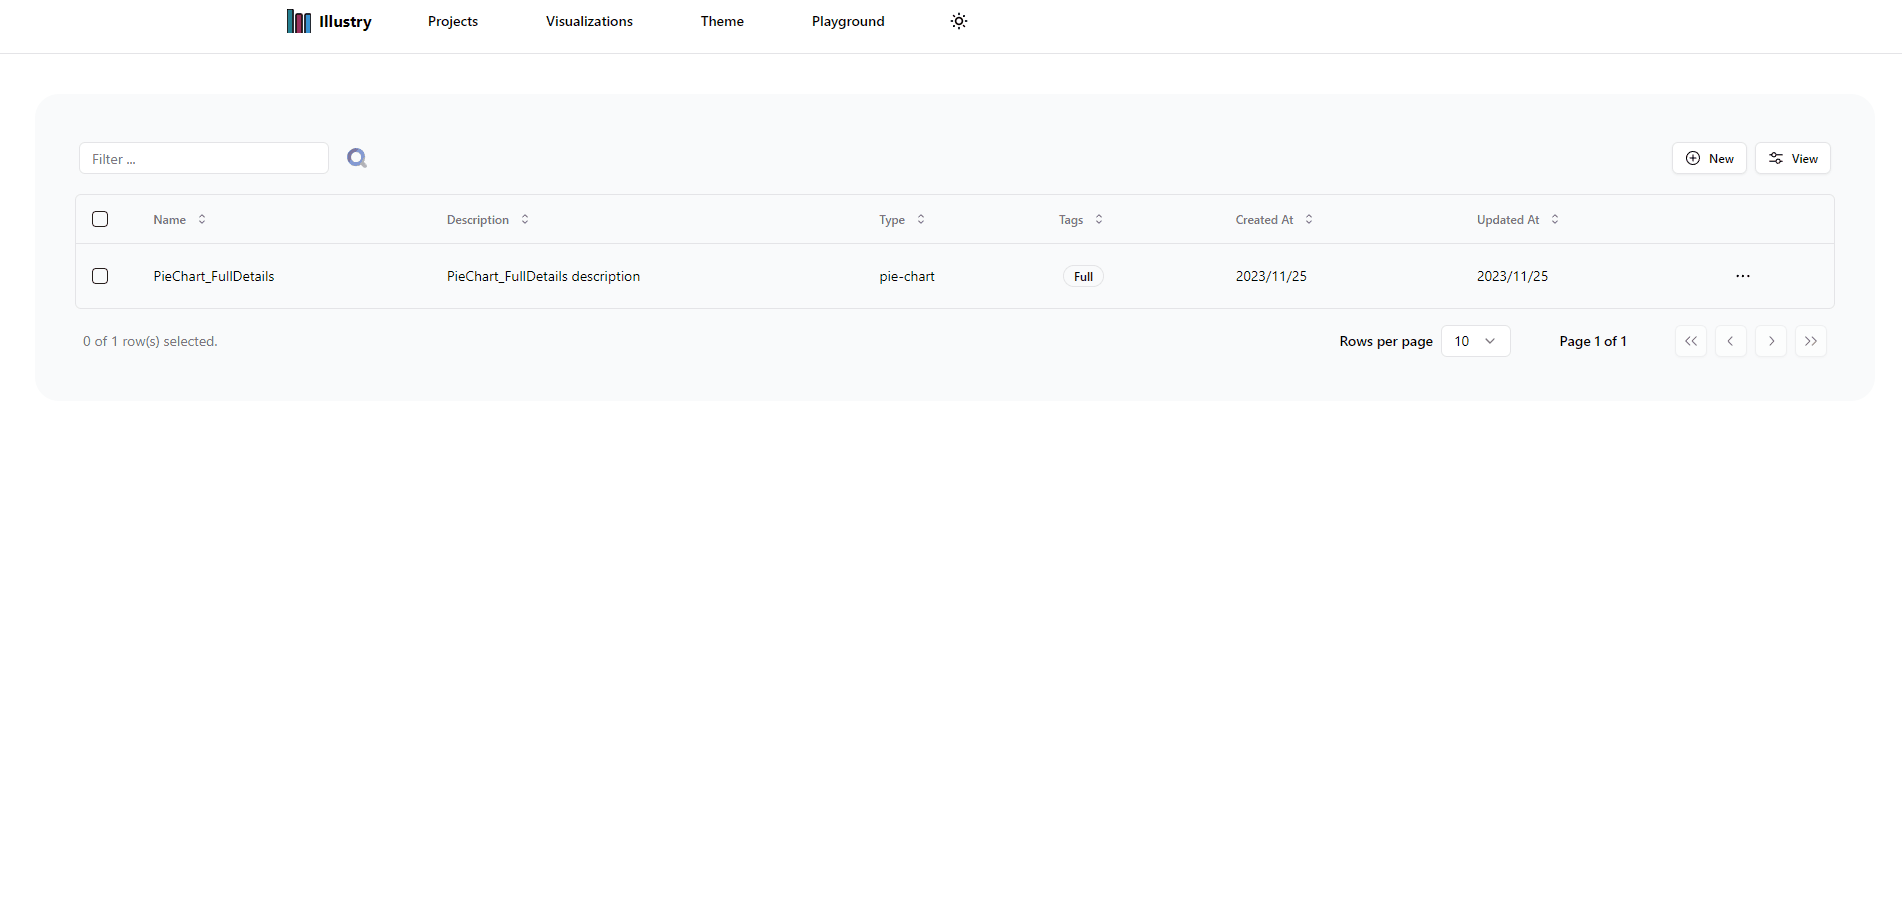 Illustry Projects Visualizations Theme Playground
Filter ... New View
Name Description Type Tags Created At Updated At
PieChart_FullDetails PieChart_FullDetails description pie-chart Full 2023/11/25 2023/11/25 ...
0 of 1 row(s) selected. Rows per page 10 Page 1 of 1